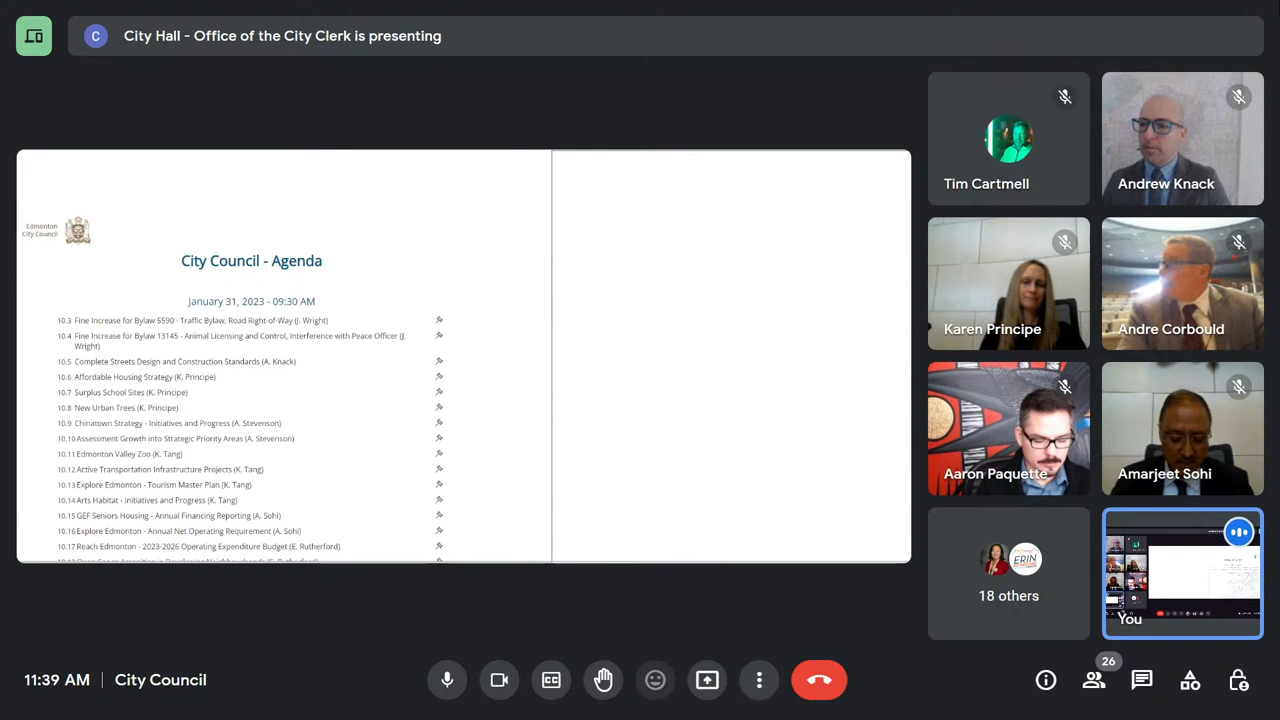 C
City Hall - Office of the City Clerk is presenting
Edmonton
City Council
City Council - Agenda
January 31, 2023 - 09:30 AM
10.3 Fine Increase for Bylaw 5590 - Traffic Bylaw, Road Right-of-Way (J. Wright)
10.4 Fine Increase for Bylaw 13145 - Animal Licensing and Control, Interference with Peace Officer (J.
Wright)
10.5 Complete Streets Design and Construction Standards (A. Knack)
10.6 Affordable Housing Strategy (K. Principe)
10.7 Surplus School Sites (K. Principe)
10.8 New Urban Trees (K. Principe)
10.9 Chinatown Strategy - Initiatives and Progress (A. Stevenson)
10.10 Assessment Growth into Strategic Priority Areas (A. Stevenson)
10.11 Edmonton Valley Zoo (K. Tang)
10.12 Active Transportation Infrastructure Projects (K. Tang)
10.13 Explore Edmonton - Tourism Master Plan (K. Tang)
10.14 Arts Habitat - Initiatives and Progress (K. Tang)
10.15 GEF Seniors Housing - Annual Financing Reporting (A. Sohi)
10.16 Explore Edmonton - Annual Net Operating Requirement (A. Sohi)
10.17 Reach Edmonton - 2023-2026 Operating Expenditure Budget (E. Rutherford)
Tim Cartmell
Andrew Knack
Karen Principe
Andre Corbould
Aaron Paquette
Amarjeet Sohi
ERIN
18 others
You
11:39 AM | City Council
CC
26